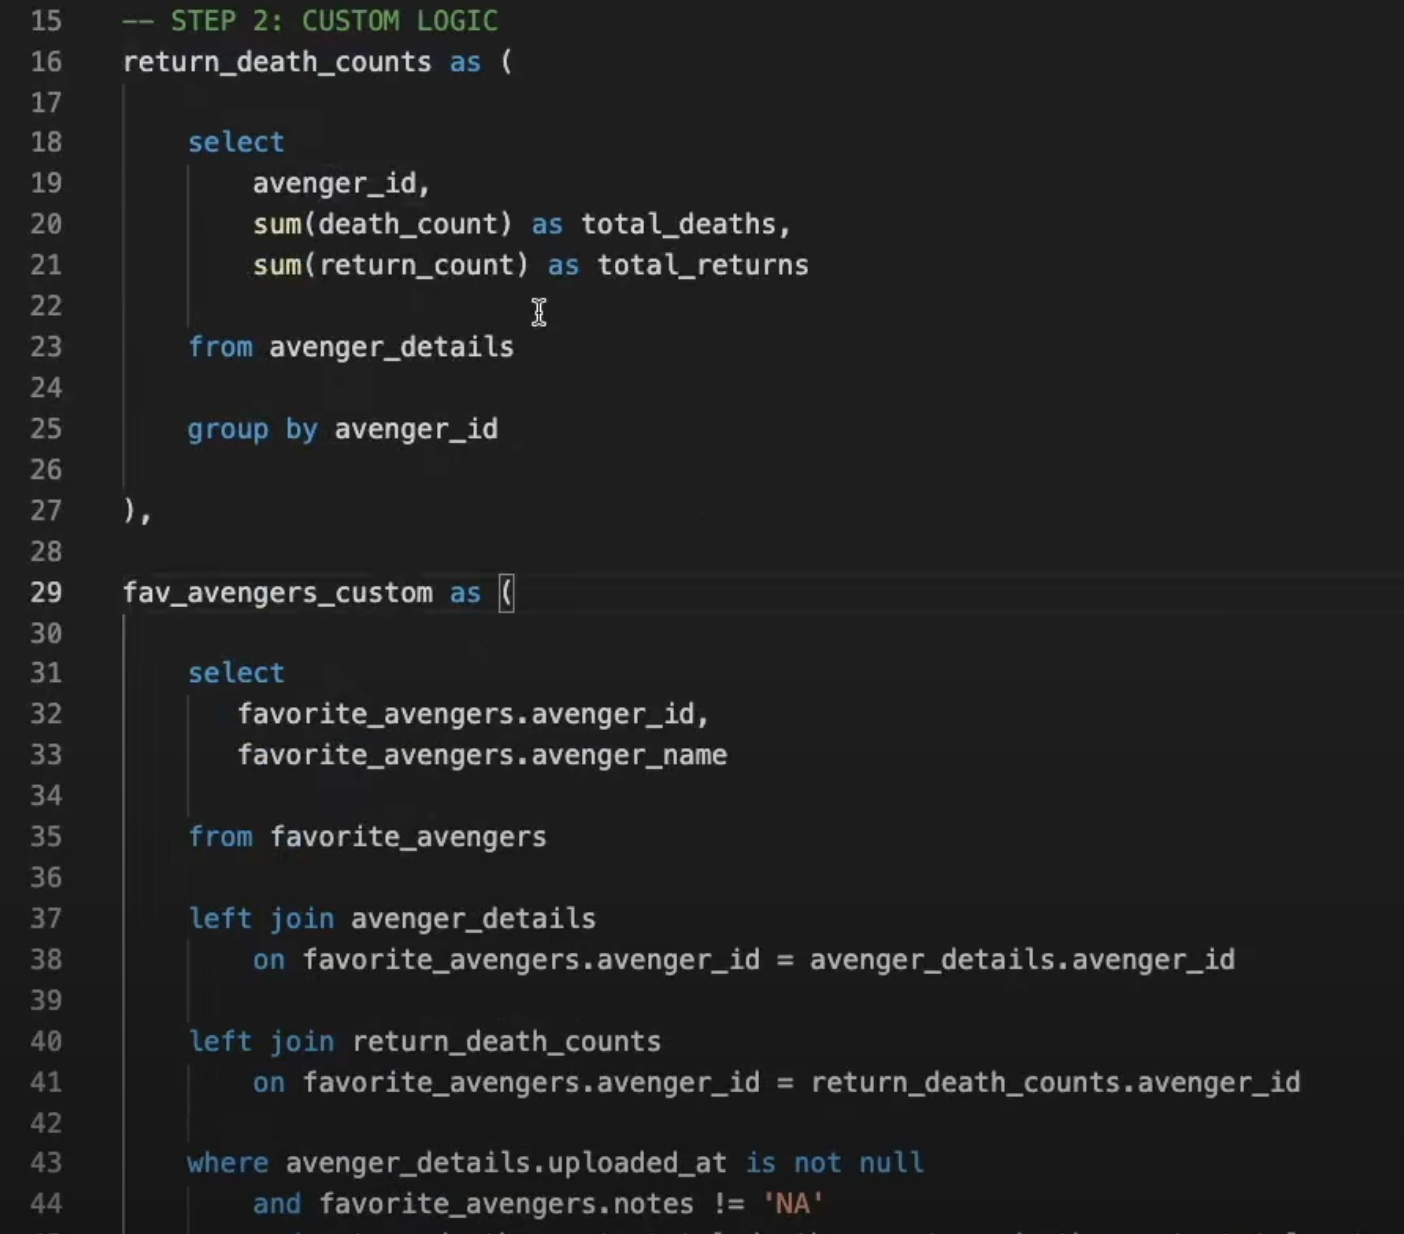 15 -- STEP 2: CUSTOM LOGIC
16 return_death_counts as (
17
18 select
19 avenger_id,
20 sum(death_count) as total_deaths,
21 sum(return_count) as total_returns
22
23 from avenger_details
24
25 group by avenger_id
26
27 ),
28
29 fav_avengers_custom as (
30
31 select
32 favorite_avengers.avenger_id,
33 favorite_avengers.avenger_name
34
35 from favorite_avengers
36
37 left join avenger_details
38 on favorite_avengers.avenger_id = avenger_details.avenger_id
39
40 left join return_death_counts
41 on favorite_avengers.avenger_id = return_death_counts.avenger_id
42
43 where avenger_details.uploaded_at is not null
44 and favorite_avengers.notes != 'NA'